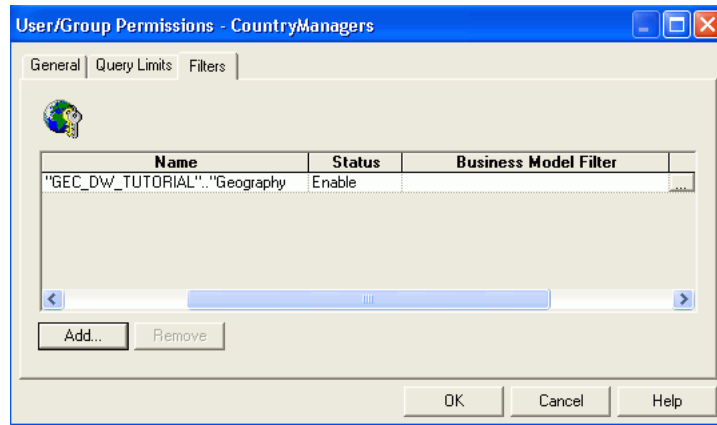 User/Group Permissions - CountryManagers
General Query Limits Filters
Name Status Business Model Filter
"GEC_DW_TUTORIAL".."Geography Enable ...
Add... Remove
OK Cancel Help